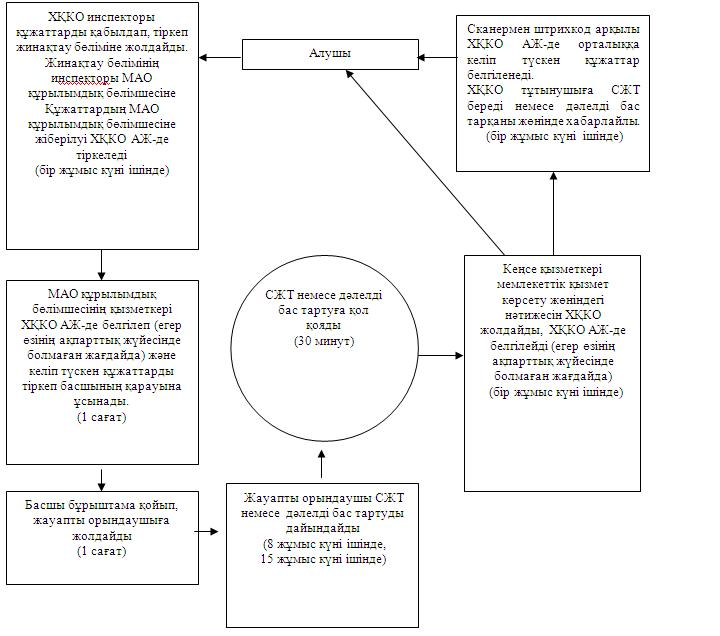 ХҚКО инспекторы
құжаттарды қабылдап, тіркеп
жинақтау бөліміне жолдайды.
Жинақтау бөлімінің
инспекторы МАО
құрылымдық бөлімшесіне
Құжаттардың МАО
құрылымдық бөлімшесіне
жіберілуі ХҚКО АЖ-де
тіркеледі
(бір жұмыс күні ішінде)
Алушы
Сканермен штрихкод арқылы
ХҚКО АЖ-де орталыққа
келіп түскен құжаттар
белгіленеді.
ХҚКО тұтынушыға СЖТ
береді немесе дәлелді бас
тарқаны жөнінде хабарлайлы.
(бір жұмыс күні ішінде)
МАО құрылымдық
бөлімшесінің қызметкері
ХҚКО АЖ-де белгілеп (егер
өзінің ақпарттық жүйесінде
болмаған жағдайда) және
келіп түскен құжаттарды
тіркеп басшының қарауына
ұсынады.
(1 сағат)
Басшы бұрыштама қойып,
жауапты орындаушыға
жолдайды
(1 сағат)
Жауапты орындаушы СЖТ
немесе дәлелді бас тартуды
дайындайды
(8 жұмыс күні ішінде,
15 жұмыс күні ішінде)
СЖТ немесе дәлелді
бас тартуға қол
қояды
(30 минут)
Кеңсе қызметкері
мемлекеттік қызмет
көрсету жөніндегі
нәтижесін ХҚКО
жолдайды, ХҚКО АЖ-де
белгілейді (егер өзінің
ақпарттық жүйесінде
болмаған жағдайда)
(бір жұмыс күні ішінде)